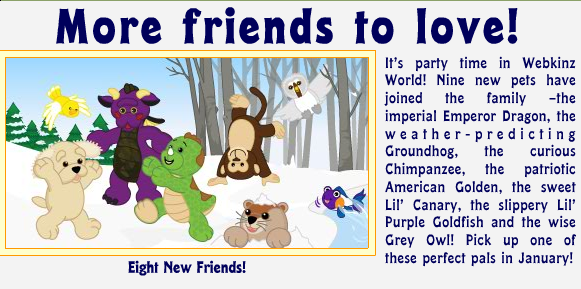 More friends to love!
It's party time in Webkinz
World! Nine new pets have
joined the family –the
imperial Emperor Dragon, the
weather-predicting
Groundhog, the curious
Chimpanzee, the patriotic
American Golden, the sweet
Lil' Canary, the slippery Lil'
Purple Goldfish and the wise
Grey Owl! Pick up one of
these perfect pals in January!
Eight New Friends!